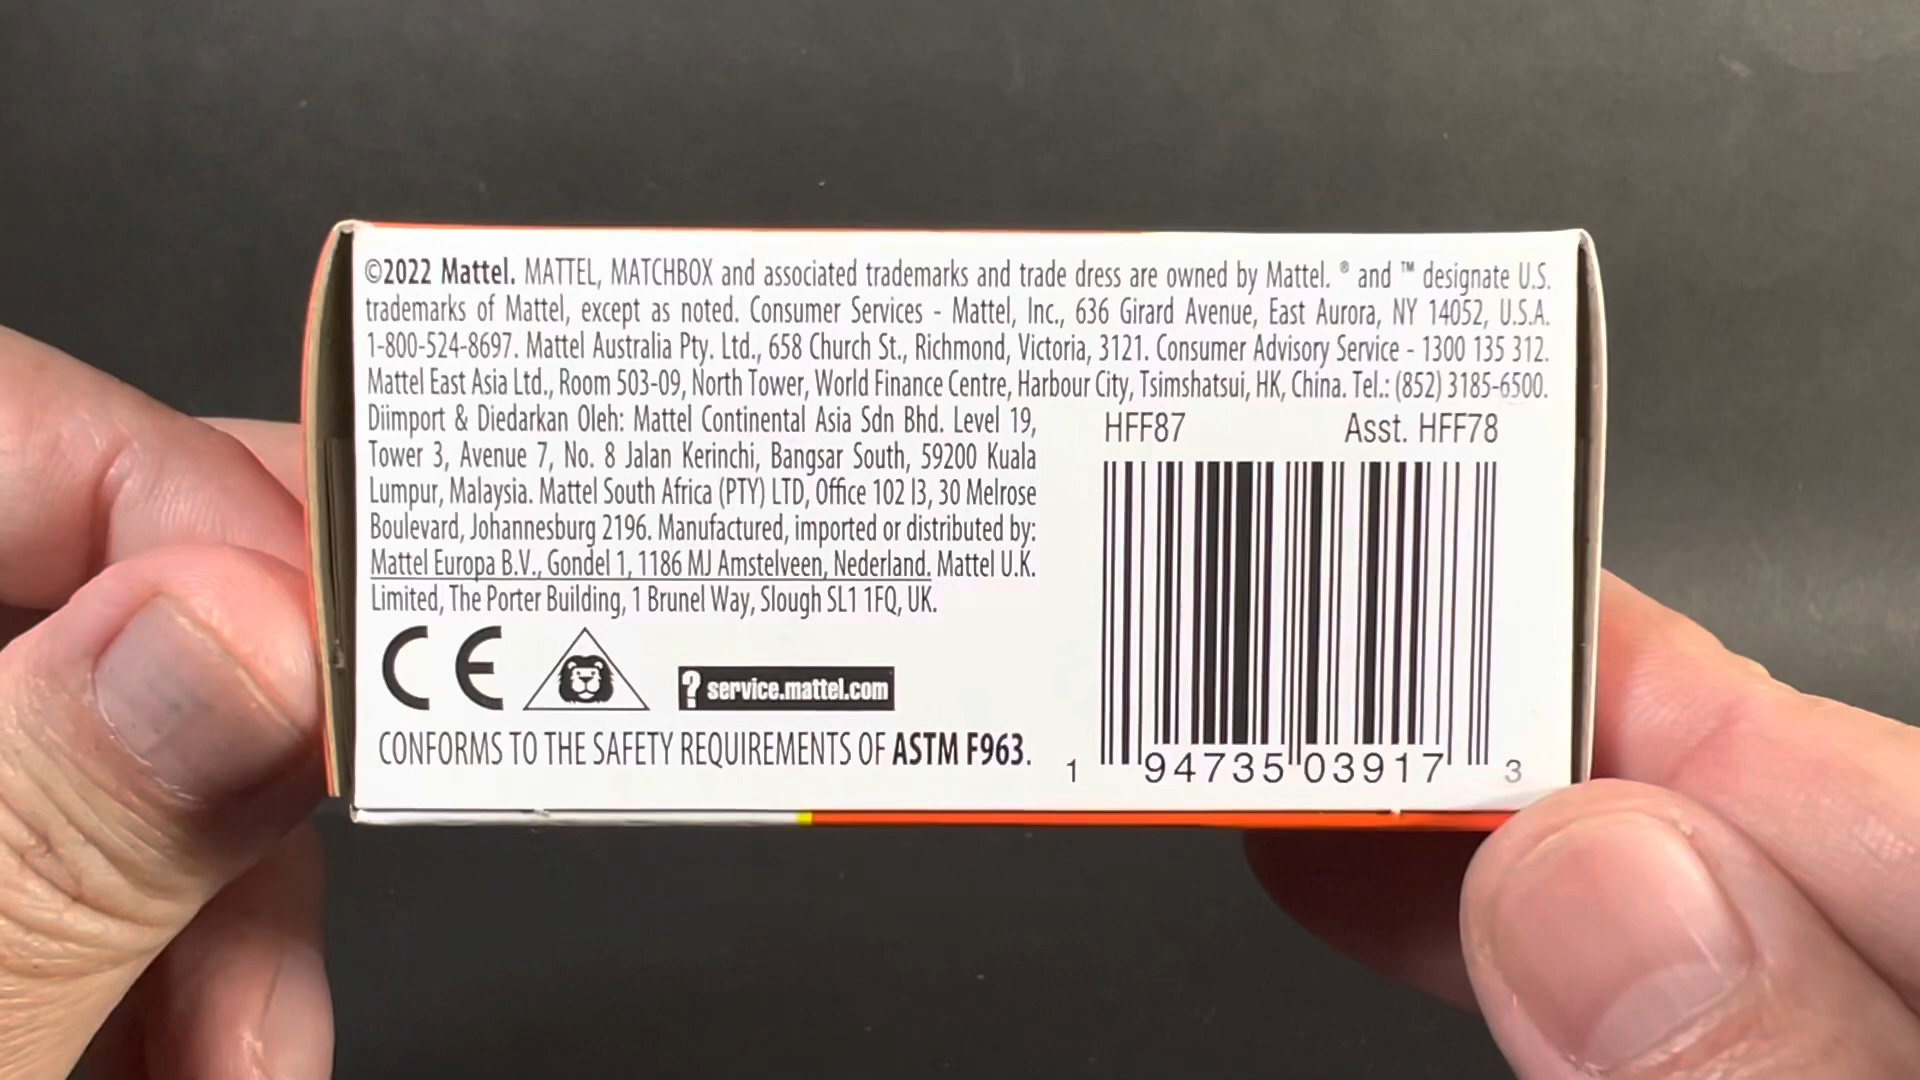 ©2022 Mattel. MATTEL, MATCHBOX and associated trademarks and trade dress are owned by Mattel. ® and ™ designate U.S.
trademarks of Mattel, except as noted. Consumer Services - Mattel, Inc., 636 Girard Avenue, East Aurora, NY 14052, U.S.A.
1-800-524-8697. Mattel Australia Pty. Ltd., 658 Church St., Richmond, Victoria, 3121. Consumer Advisory Service - 1300 135 312.
Mattel East Asia Ltd., Room 503-09, North Tower, World Finance Centre, Harbour City, Tsimshatsui, HK, China. Tel.: (852) 3185-6500.
Diimport & Diedarkan Oleh: Mattel Continental Asia Sdn Bhd. Level 19,
Tower 3, Avenue 7, No. 8 Jalan Kerinchi, Bangsar South, 59200 Kuala
Lumpur, Malaysia. Mattel South Africa (PTY) LTD, Office 102 I3, 30 Melrose
Boulevard, Johannesburg 2196. Manufactured, imported or distributed by:
Mattel Europa B.V., Gondel 1, 1186 MJ Amstelveen, Nederland. Mattel U.K.
Limited, The Porter Building, 1 Brunel Way, Slough SL1 1FQ, UK.
CE
? service.mattel.com
CONFORMS TO THE SAFETY REQUIREMENTS OF ASTM F963.
HFF87 Asst. HFF78
1 94735 03917 3